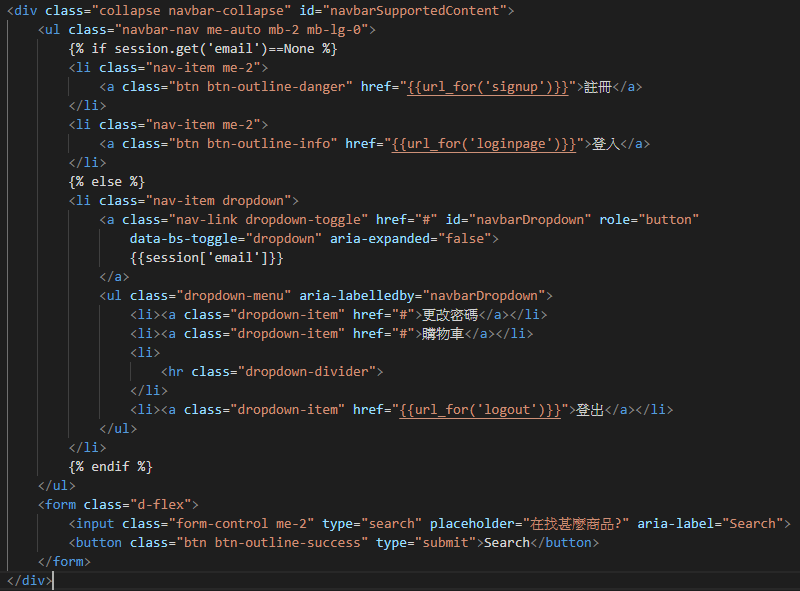 <div class="collapse navbar-collapse" id="navbarSupportedContent">
<ul class="navbar-nav me-auto mb-2 mb-lg-0">
{% if session.get('email')==None %}
<li class="nav-item me-2">
<a class="btn btn-outline-danger" href="{{url_for('signup')}}">註冊</a>
</li>
<li class="nav-item me-2">
<a class="btn btn-outline-info" href="{{url_for('loginpage')}}">登入</a>
</li>
{% else %}
<li class="nav-item dropdown">
<a class="nav-link dropdown-toggle" href="#" id="navbarDropdown" role="button"
data-bs-toggle="dropdown" aria-expanded="false">
{{session['email']}}
</a>
<ul class="dropdown-menu" aria-labelledby="navbarDropdown">
<li><a class="dropdown-item" href="#">更改密碼</a></li>
<li><a class="dropdown-item" href="#">購物車</a></li>
<li>
<hr class="dropdown-divider">
</li>
<li><a class="dropdown-item" href="{{url_for('logout')}}">登出</a></li>
</ul>
</li>
{% endif %}
</ul>
<form class="d-flex">
<input class="form-control me-2" type="search" placeholder="在找甚麼商品?" aria-label="Search">
<button class="btn btn-outline-success" type="submit">Search</button>
</form>
</div>